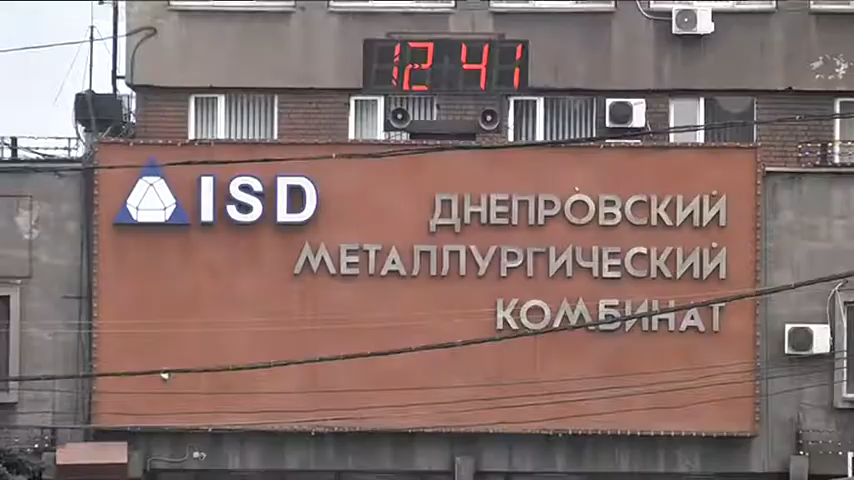 12 41
ISD
ДНЕПРОВСКИЙ
МЕТАЛЛУРГИЧЕСКИЙ
КОМБИНАТ